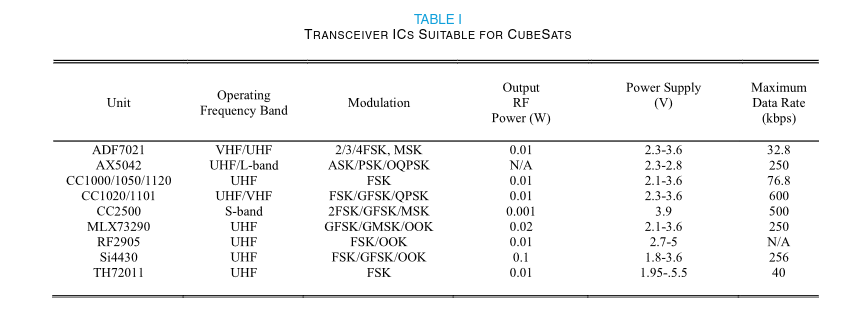 TABLE I
TRANSCEIVER ICS SUITABLE FOR CUBESATS
Unit Operating Frequency Band Modulation Output RF Power (W) Power Supply (V) Maximum Data Rate (kbps)
ADF7021 VHF/UHF 2/3/4FSK, MSK 0.01 2.3-3.6 32.8
AX5042 UHF/L-band ASK/PSK/OQPSK N/A 2.3-2.8 250
CC1000/1050/1120 UHF FSK 0.01 2.1-3.6 76.8
CC1020/1101 UHF/VHF FSK/GFSK/QPSK 0.01 2.3-3.6 600
CC2500 S-band 2FSK/GFSK/MSK 0.001 3.9 500
MLX73290 UHF GFSK/GMSK/OOK 0.02 2.1-3.6 250
RF2905 UHF FSK/OOK 0.01 2.7-5 N/A
Si4430 UHF FSK/GFSK/OOK 0.1 1.8-3.6 256
TH72011 UHF FSK 0.01 1.95-.5.5 40